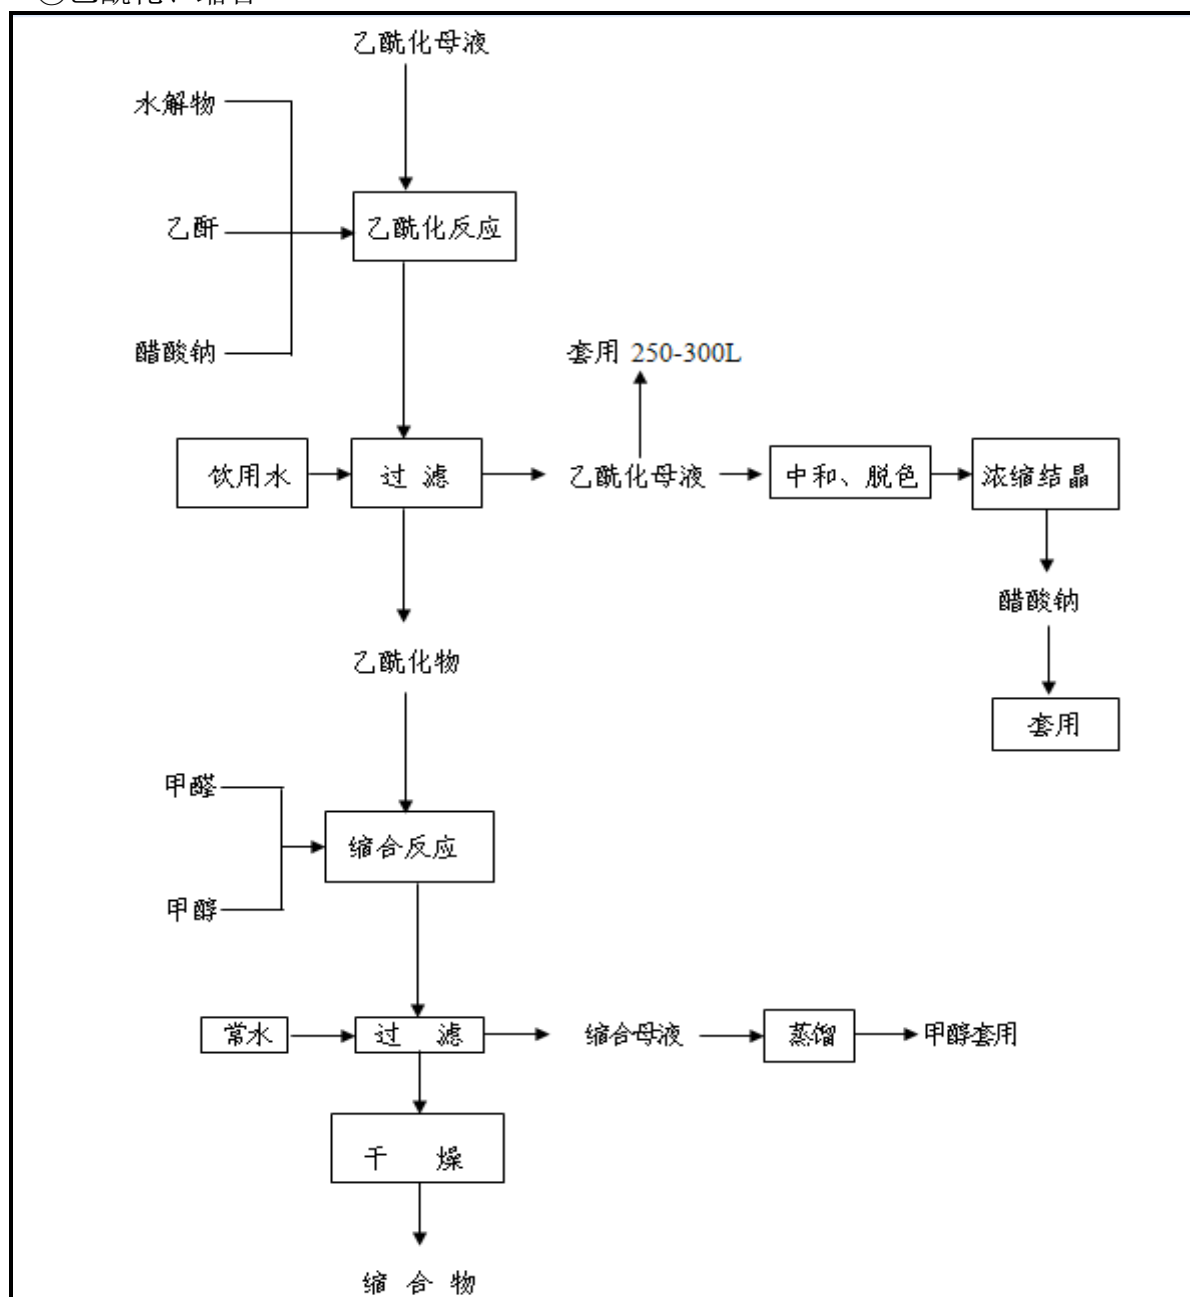 乙酰化母液
水解物
乙酐
乙酰化反应
醋酸钠
套用 250-300L
饮用水
过 滤
乙酰化母液
中和、脱色
浓缩结晶
醋酸钠
乙酰化物
套用
甲醛
缩合反应
甲醇
常水
过 滤
缩合母液
蒸馏
甲醇套用
干 燥
缩 合 物